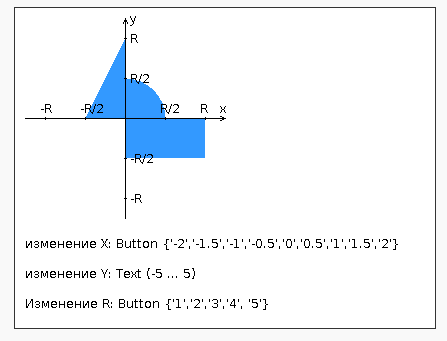 y
R
R/2
-R
-R/2
R/2
R
x
-R/2
-R
изменение X: Button {'-2','-1.5','-1','-0.5','0','0.5','1','1.5','2'}
изменение Y: Text (-5 ... 5)
Изменение R: Button {'1','2','3','4', '5'}